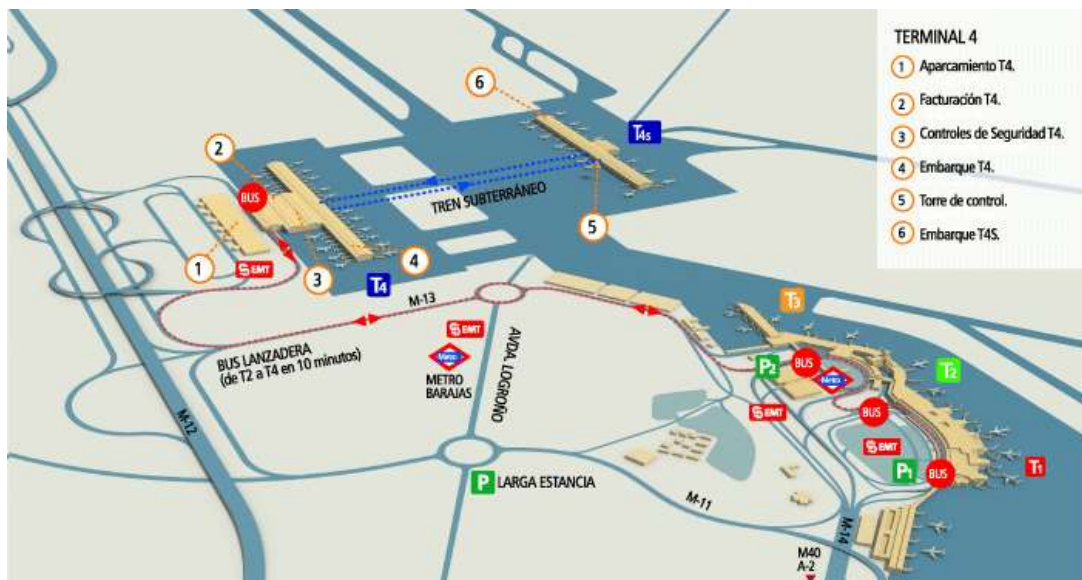 TERMINAL 4
1 Aparcamiento T4.
2 Facturación T4.
3 Controles de Seguridad T4.
4 Embarque T4.
5 Torre de control.
6 Embarque T4S.
6
T4s
2
3
BUS
TREN SUBTERRÁNEO
5
1
EMT
3
4
T4
M-13
T3
BUS LANZADERA
(de T2 a T4 en 10 minutos)
EMT
Metro
METRO
BARAJAS
AVDA. LOGROÑO
P2
BUS
Metro
T2
M-12
EMT
BUS
EMT
P1
BUS
T1
P LARGA ESTANCIA
M-11
M-14
M40
A-2